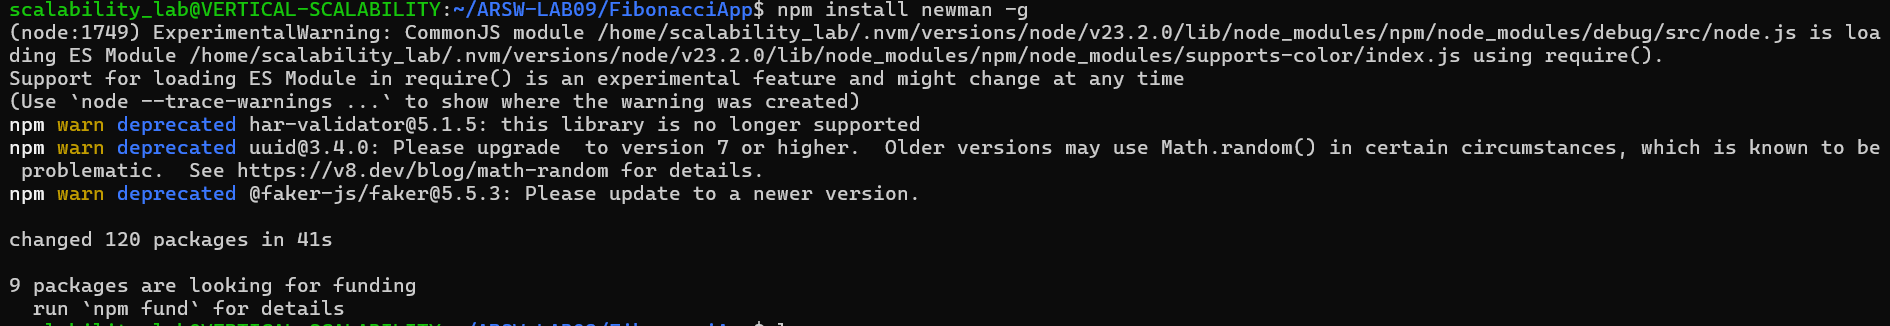 scalability_lab@VERTICAL-SCALABILITY:~/ARSW-LAB09/FibonacciApp$ npm install newman -g
(node:1749) ExperimentalWarning: CommonJS module /home/scalability_lab/.nvm/versions/node/v23.2.0/lib/node_modules/npm/node_modules/debug/src/node.js is loa
ding ES Module /home/scalability_lab/.nvm/versions/node/v23.2.0/lib/node_modules/npm/node_modules/supports-color/index.js using require().
Support for loading ES Module in require() is an experimental feature and might change at any time
(Use `node --trace-warnings ...` to show where the warning was created)
npm warn deprecated har-validator@5.1.5: this library is no longer supported
npm warn deprecated uuid@3.4.0: Please upgrade  to version 7 or higher.  Older versions may use Math.random() in certain circumstances, which is known to be
 problematic.  See https://v8.dev/blog/math-random for details.
npm warn deprecated @faker-js/faker@5.5.3: Please update to a newer version.
changed 120 packages in 41s
9 packages are looking for funding
  run `npm fund` for details